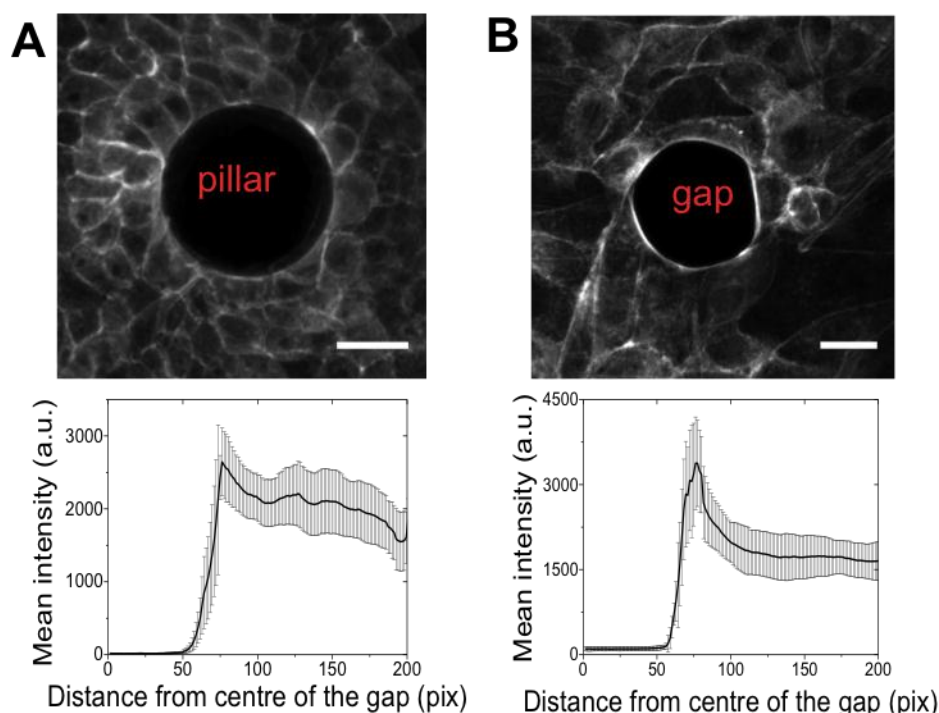 A
pillar
B
gap
Mean intensity (a.u.)
3000
2000
1000
0
0 50 100 150 200
Distance from centre of the gap (pix)
Mean intensity (a.u.)
4500
3000
1500
0
0 50 100 150 200
Distance from centre of the gap (pix)